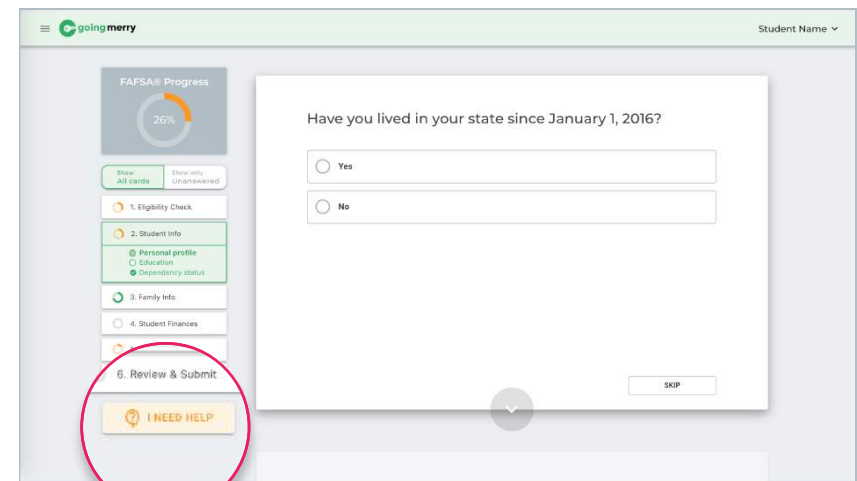 going merry
Student Name
FAFSA® Progress
26%
Show
All cards
Show only
Unanswered
1. Eligibility Check
2. Student Info
Personal profile
Education
Dependency status
3. Family Info
4. Student Finances
6. Review & Submit
I NEED HELP
Have you lived in your state since January 1, 2016?
Yes
No
SKIP